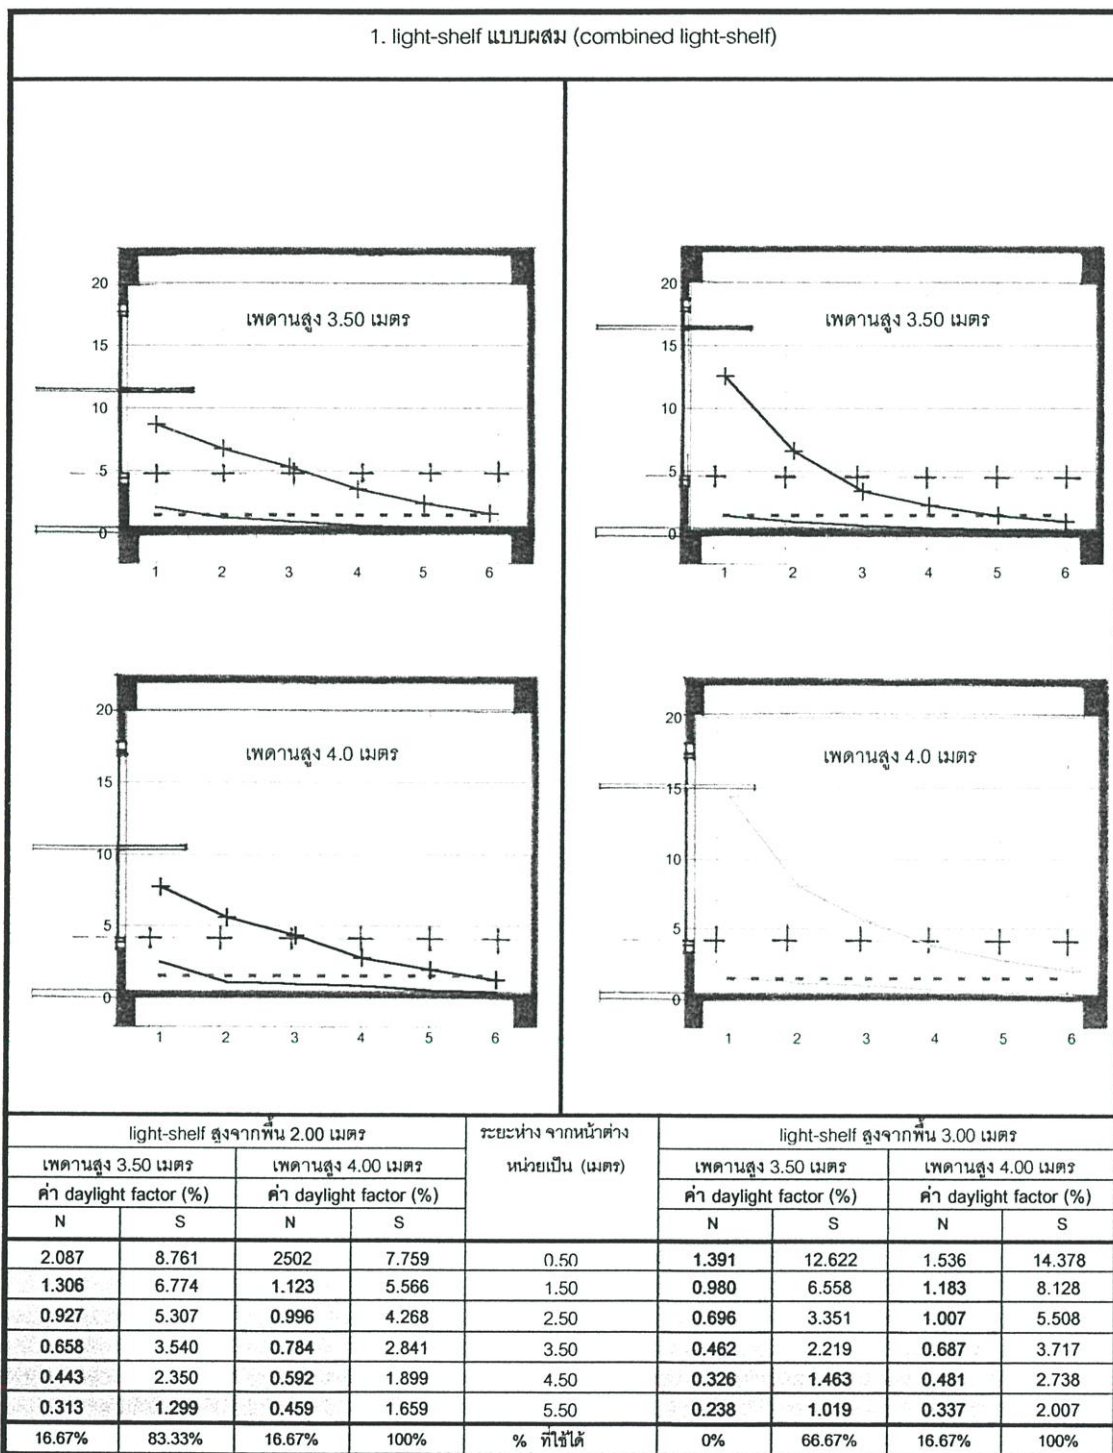 1. light-shelf แบบผสม (combined light-shelf)
20
เพดานสูง 3.50 เมตร
15
10
5
0
1 2 3 4 5 6
20
เพดานสูง 3.50 เมตร
15
10
5
0
1 2 3 4 5 6
20
เพดานสูง 4.0 เมตร
15
10
5
0
1 2 3 4 5 6
20
เพดานสูง 4.0 เมตร
15
10
5
0
1 2 3 4 5 6
light-shelf สูงจากพื้น 2.00 เมตร ระยะห่าง จากหน้าต่าง light-shelf สูงจากพื้น 3.00 เมตร
เพดานสูง 3.50 เมตร เพดานสูง 4.00 เมตร หน่วยเป็น (เมตร) เพดานสูง 3.50 เมตร เพดานสูง 4.00 เมตร
ค่า daylight factor (%) ค่า daylight factor (%) ค่า daylight factor (%) ค่า daylight factor (%)
N S N S N S N S
2.087 8.761 2502 7.759 0.50 1.391 12.622 1.536 14.378
1.306 6.774 1.123 5.566 1.50 0.980 6.558 1.183 8.128
0.927 5.307 0.996 4.268 2.50 0.696 3.351 1.007 5.508
0.658 3.540 0.784 2.841 3.50 0.462 2.219 0.687 3.717
0.443 2.350 0.592 1.899 4.50 0.326 1.463 0.481 2.738
0.313 1.299 0.459 1.659 5.50 0.238 1.019 0.337 2.007
16.67% 83.33% 16.67% 100% % ที่ใช้ได้ 0% 66.67% 16.67% 100%